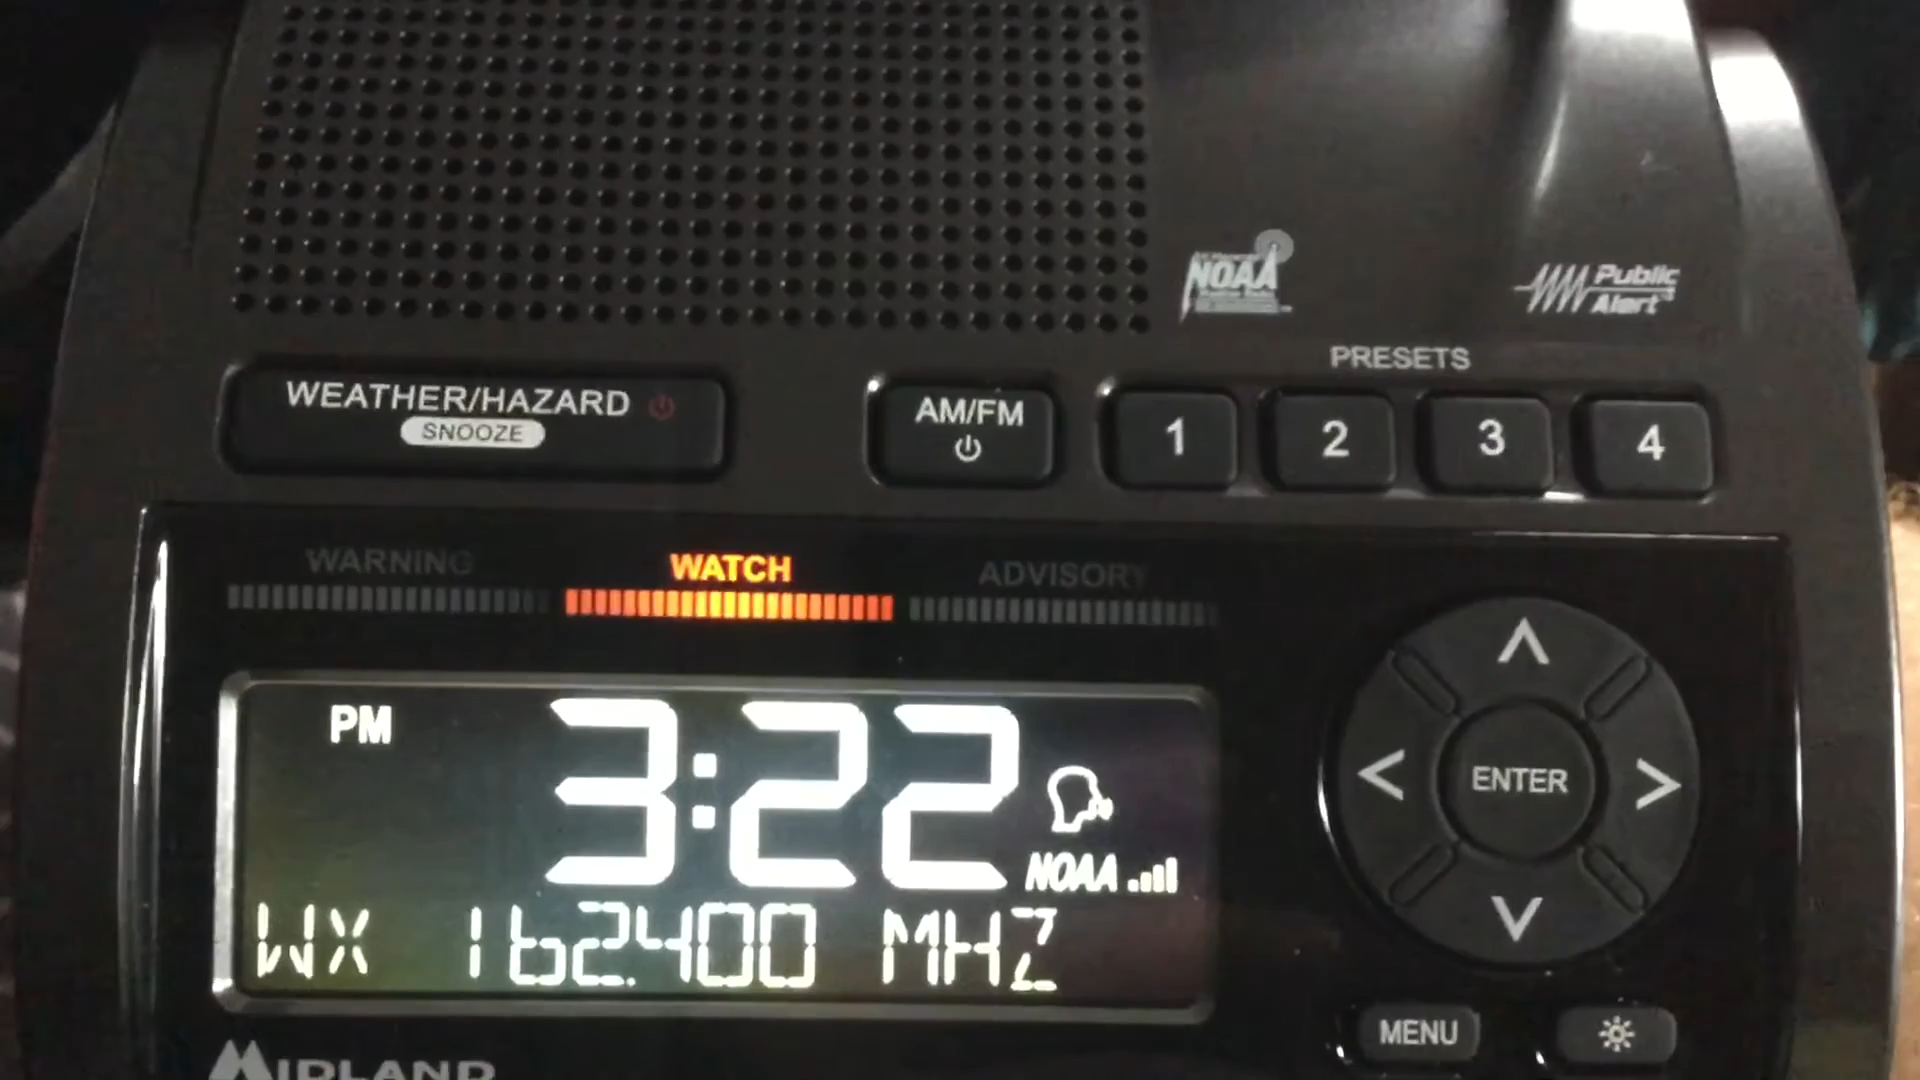 NOAA
Public
Alert
PRESETS
WEATHER/HAZARD
SNOOZE
AM/FM
1 2 3 4
WARNING WATCH ADVISORY
PM 3:22
NOAA
WX 162.400 MHZ
< ENTER >
MENU
MIDLAND